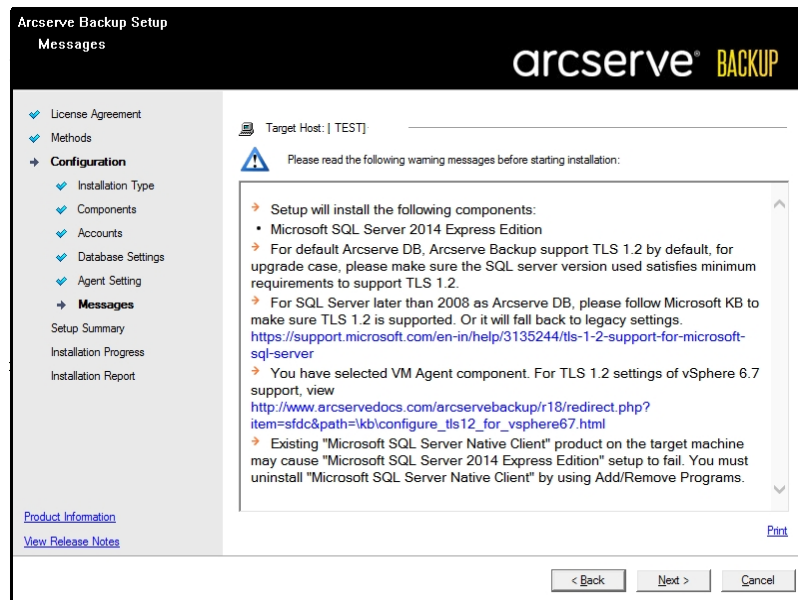 Arcserve Backup Setup
Messages
arcserve® BACKUP
License Agreement
Methods
Configuration
Installation Type
Components
Accounts
Database Settings
Agent Setting
Messages
Setup Summary
Installation Progress
Installation Report
Product Information
View Release Notes
Target Host: [ TEST]
Please read the following warning messages before starting installation:
Setup will install the following components:
• Microsoft SQL Server 2014 Express Edition
For default Arcserve DB, Arcserve Backup support TLS 1.2 by default, for
upgrade case, please make sure the SQL server version used satisfies minimum
requirements to support TLS 1.2.
For SQL Server later than 2008 as Arcserve DB, please follow Microsoft KB to
make sure TLS 1.2 is supported. Or it will fall back to legacy settings.
https://support.microsoft.com/en-in/help/3135244/tls-1-2-support-for-microsoft-
sql-server
You have selected VM Agent component. For TLS 1.2 settings of vSphere 6.7
support, view
http://www.arcservedocs.com/arcservebackup/r18/redirect.php?
item=sfdc&path=\kb\configure_tls12_for_vsphere67.html
Existing "Microsoft SQL Server Native Client" product on the target machine
may cause "Microsoft SQL Server 2014 Express Edition" setup to fail. You must
uninstall "Microsoft SQL Server Native Client" by using Add/Remove Programs.
Print
< Back
Next >
Cancel